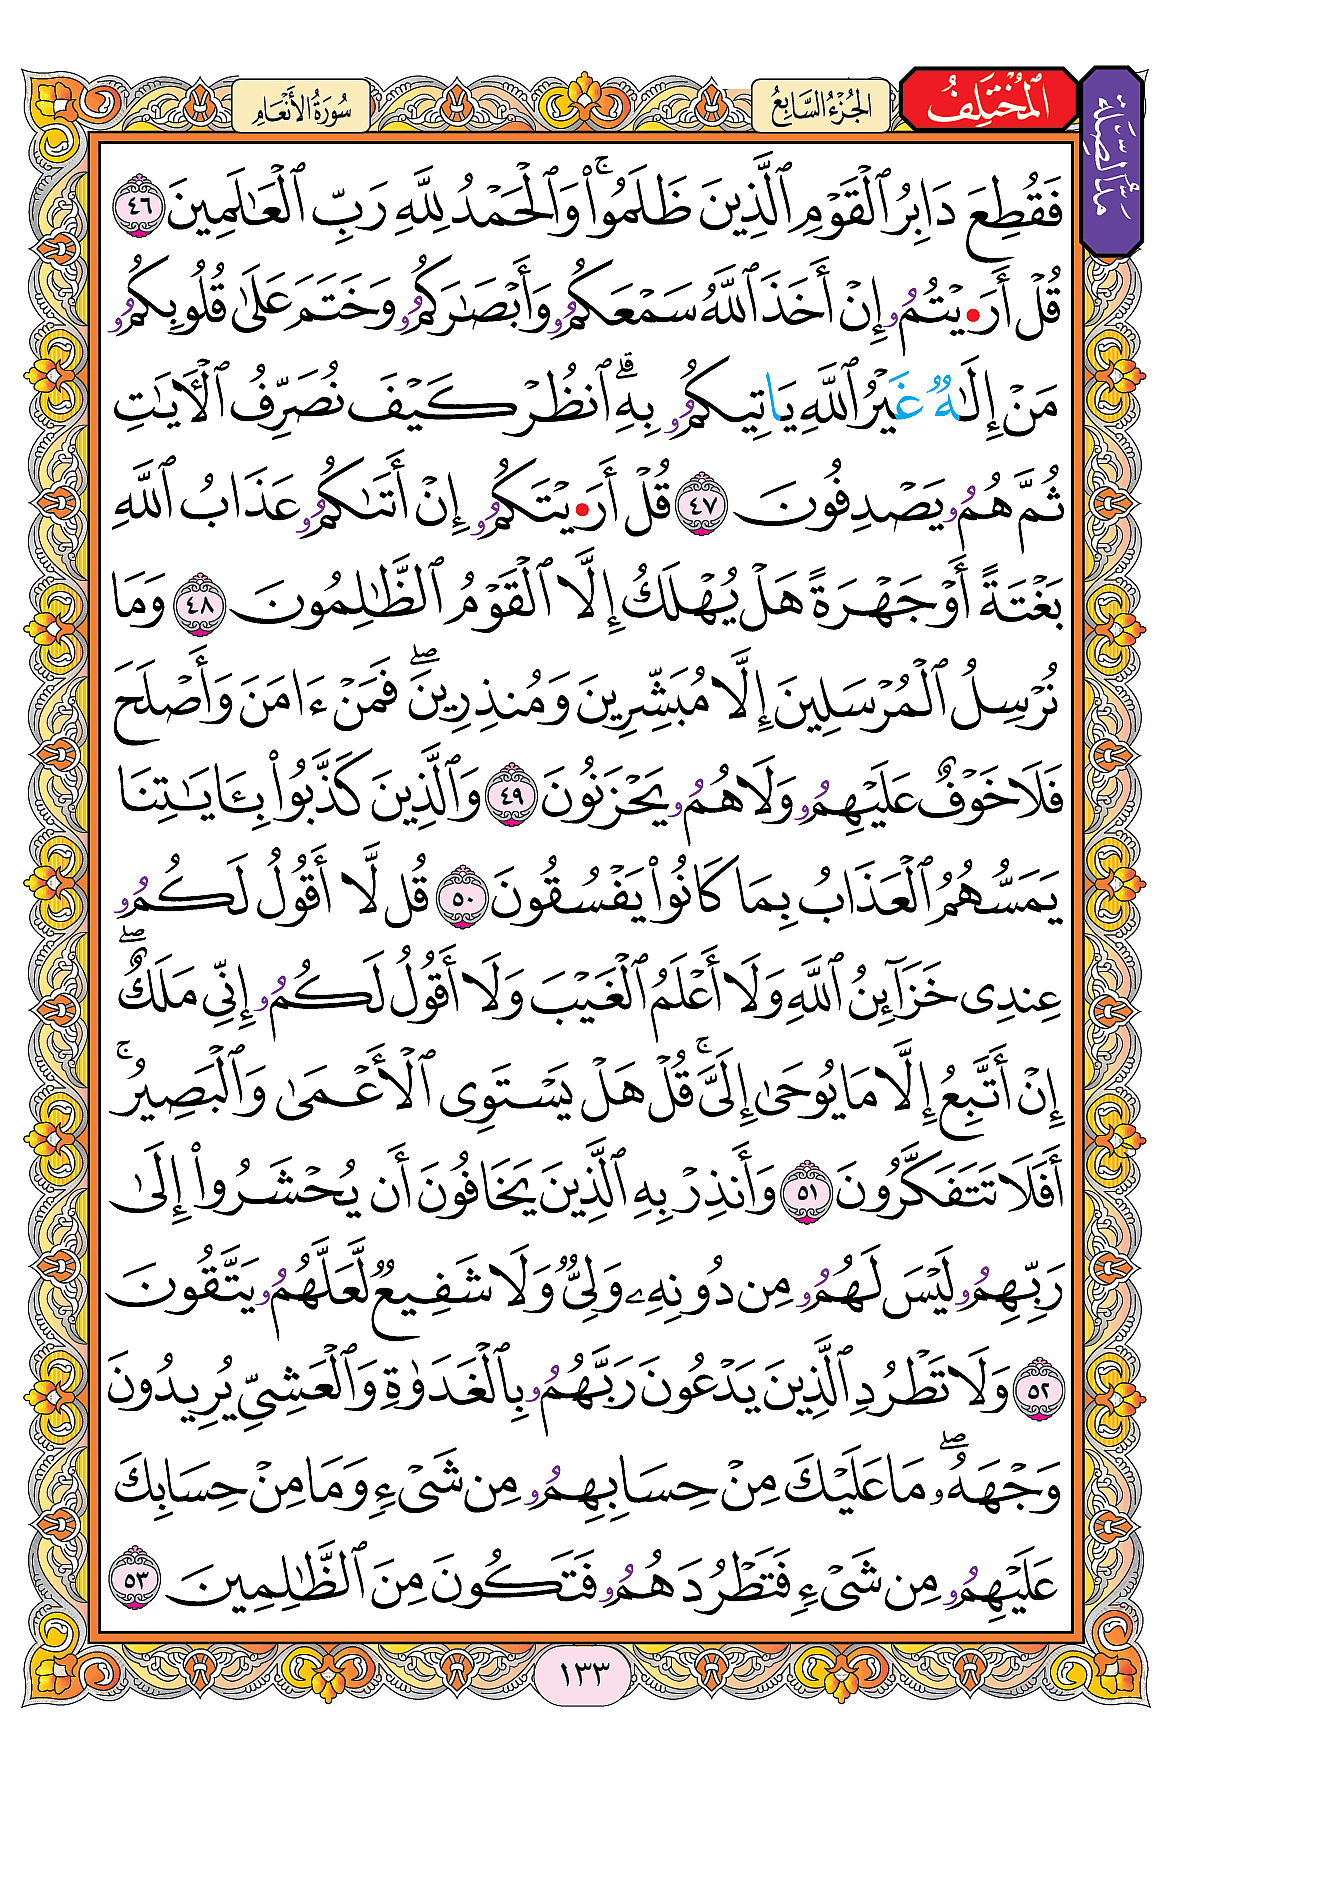 مَدُّ الصِّلَة
المُخْتَلِفُ
الجُزْءُ السَّابِعُ
سُورَةُ الأَنْعَامِ
فَقُطِعَ دَابِرُ ٱلْقَوْمِ ٱلَّذِينَ ظَلَمُواْۚ وَٱلْحَمْدُ لِلَّهِ رَبِّ ٱلْعَٰلَمِينَ ٤٦
قُلْ أَرَ•يْتُمُۥ إِنْ أَخَذَ ٱللَّهُ سَمْعَكُمُۥ وَأَبْصَٰرَكُمُۥ وَخَتَمَ عَلَىٰ قُلُوبِكُمُۥ
مَنْ إِلَٰهٌ غَيْرُ ٱللَّهِ يَاتِيكُمُۥ بِهِۗ ٱنظُرْ كَيْفَ نُصَرِّفُ ٱلْأٓيَٰتِ
ثُمَّ هُمُۥ يَصْدِفُونَ ٤٧ قُلْ أَرَ•يْتَكُمُۥ إِنْ أَتَىٰكُمُۥ عَذَابُ ٱللَّهِ
بَغْتَةً أَوْ جَهْرَةً هَلْ يُهْلَكُ إِلَّا ٱلْقَوْمُ ٱلظَّٰلِمُونَ ٤٨ وَمَا
نُرْسِلُ ٱلْمُرْسَلِينَ إِلَّا مُبَشِّرِينَ وَمُنذِرِينَۖ فَمَنْ ءَامَنَ وَأَصْلَحَ
فَلَا خَوْفٌ عَلَيْهِمُۥ وَلَا هُمُۥ يَحْزَنُونَ ٤٩ وَٱلَّذِينَ كَذَّبُواْ بِـَٔايَٰتِنَا
يَمَسُّهُمُ ٱلْعَذَابُ بِمَا كَانُواْ يَفْسُقُونَ ٥٠ قُل لَّا أَقُولُ لَكُمُۥ
عِندِى خَزَآئِنُ ٱللَّهِ وَلَا أَعْلَمُ ٱلْغَيْبَ وَلَا أَقُولُ لَكُمُۥ إِنِّى مَلَكٌۖ
إِنْ أَتَّبِعُ إِلَّا مَا يُوحَىٰ إِلَىَّۚ قُلْ هَلْ يَسْتَوِى ٱلْأَعْمَىٰ وَٱلْبَصِيرُۚ
أَفَلَا تَتَفَكَّرُونَ ٥١ وَأَنذِرْ بِهِ ٱلَّذِينَ يَخَافُونَ أَن يُحْشَرُواْ إِلَىٰ
رَبِّهِمُۥ لَيْسَ لَهُمُۥ مِن دُونِهِۦ وَلِىٌّ وَلَا شَفِيعٌ لَّعَلَّهُمُۥ يَتَّقُونَ
٥٢ وَلَا تَطْرُدِ ٱلَّذِينَ يَدْعُونَ رَبَّهُمُۥ بِٱلْغَدَوٰةِ وَٱلْعَشِىِّ يُرِيدُونَ
وَجْهَهُۥۖ مَا عَلَيْكَ مِنْ حِسَابِهِمُۥ مِن شَىْءٍ وَمَا مِنْ حِسَابِكَ
عَلَيْهِمُۥ مِن شَىْءٍ فَتَطْرُدَهُمُۥ فَتَكُونَ مِنَ ٱلظَّٰلِمِينَ ٥٣
١٣٣